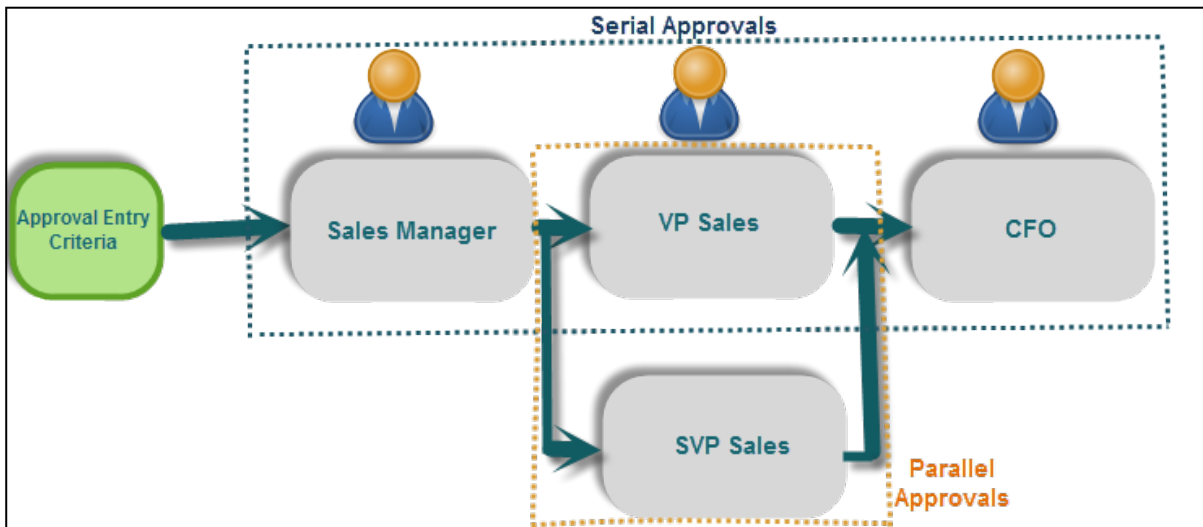 Serial Approvals
Approval Entry
Criteria
Sales Manager
VP Sales
CFO
SVP Sales
Parallel
Approvals